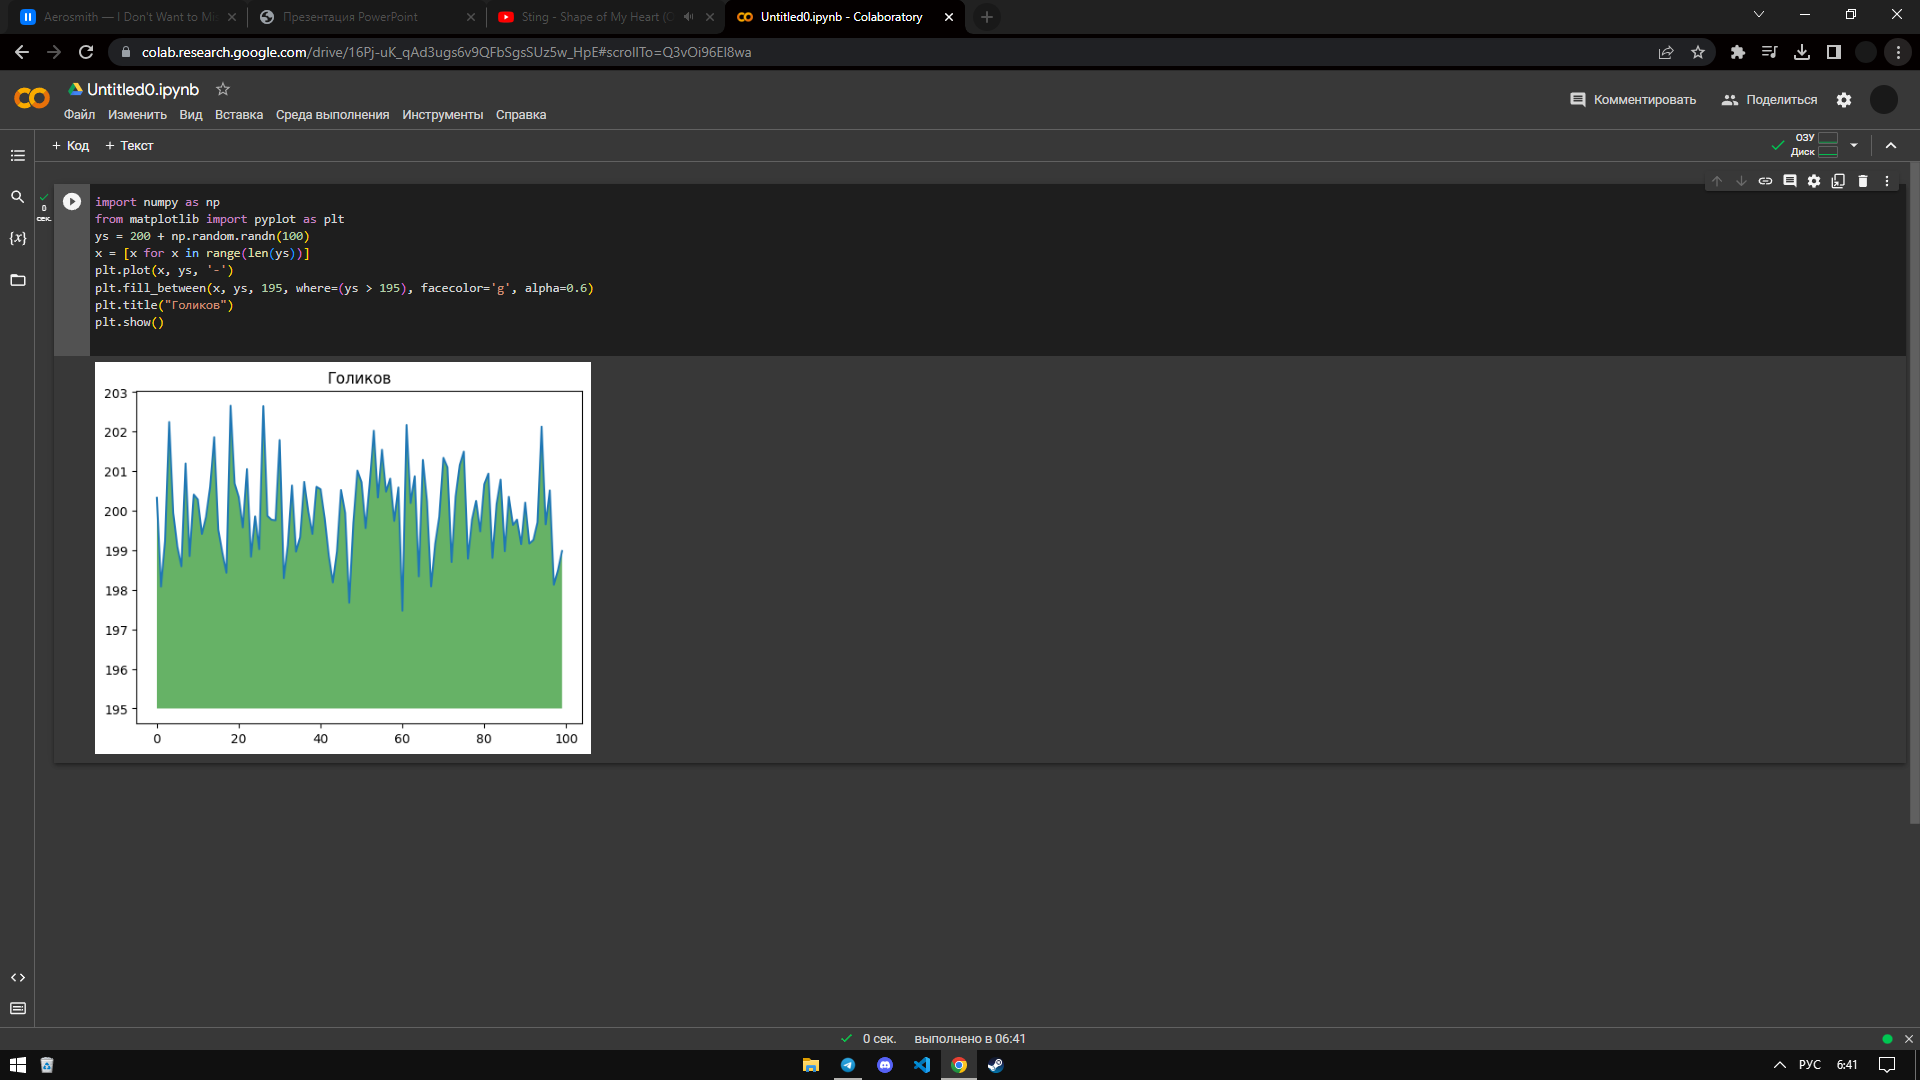 Aerosmith — I Don't Want to Mi
Презентация PowerPoint
Sting - Shape of My Heart (O
Untitled0.ipynb - Colaboratory
colab.research.google.com/drive/16Pj-uK_qAd3ugs6v9QFbSgsSUz5w_HpE#scrollTo=Q3vOi96El8wa
Untitled0.ipynb
Комментировать
Поделиться
Файл Изменить Вид Вставка Среда выполнения Инструменты Справка
+ Код + Текст
ОЗУ
Диск
0
сек.
{x}
import numpy as np
from matplotlib import pyplot as plt
ys = 200 + np.random.randn(100)
x = [x for x in range(len(ys))]
plt.plot(x, ys, '-')
plt.fill_between(x, ys, 195, where=(ys > 195), facecolor='g', alpha=0.6)
plt.title("Голиков")
plt.show()
Голиков
203
202
201
200
199
198
197
196
195
0 20 40 60 80 100
0 сек. выполнено в 06:41
РУС 6:41